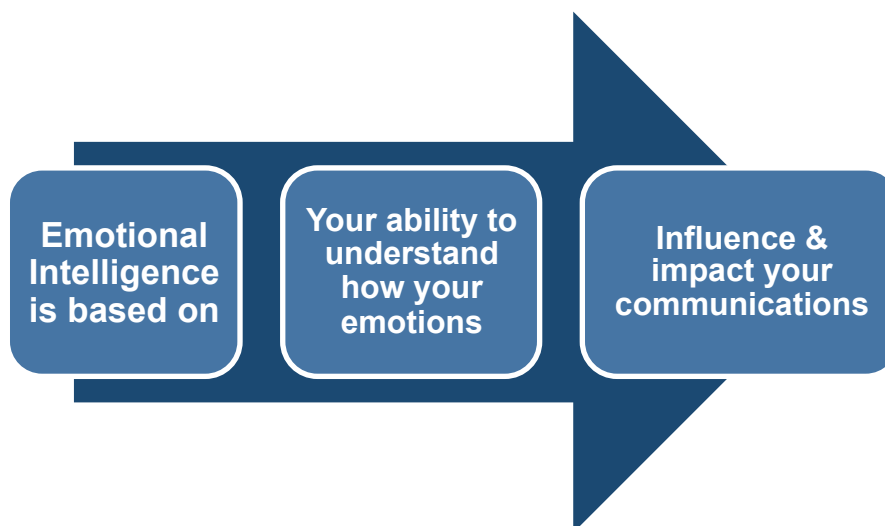 Emotional
Intelligence
is based on
Your ability to
understand
how your
emotions
Influence &
impact your
communications